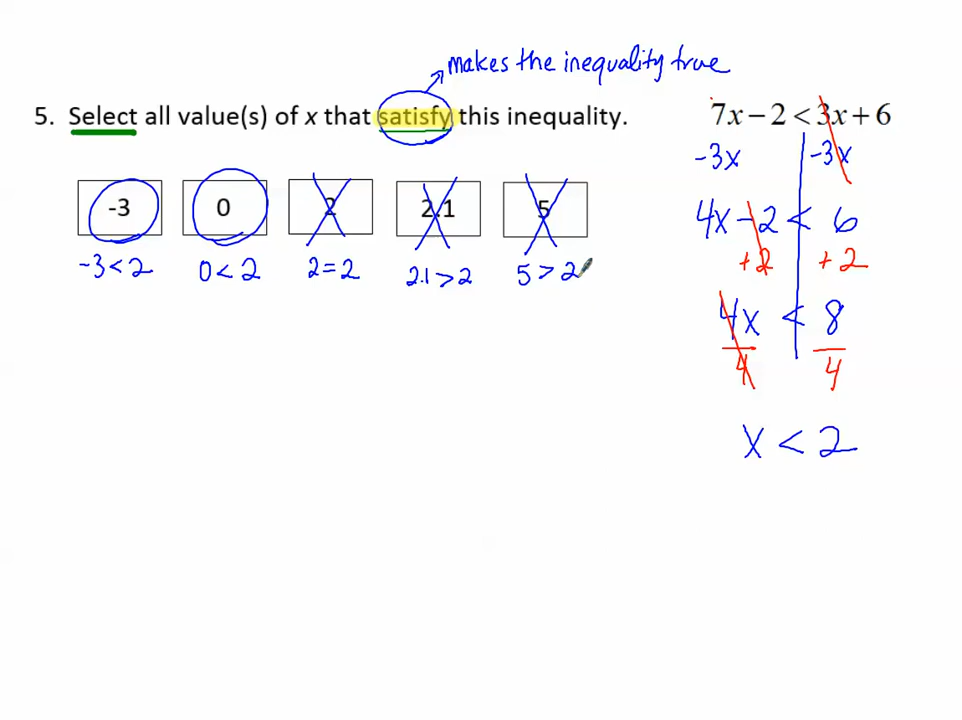 makes the inequality true
5. Select all value(s) of x that satisfy this inequality. 7x − 2 < 3x + 6
-3x -3x
-3 0 2 2.1 5 4x - 2 < 6
-3 < 2 0 < 2 2 = 2 2.1 > 2 5 > 2 +2 +2
4x < 8
4 4
x < 2